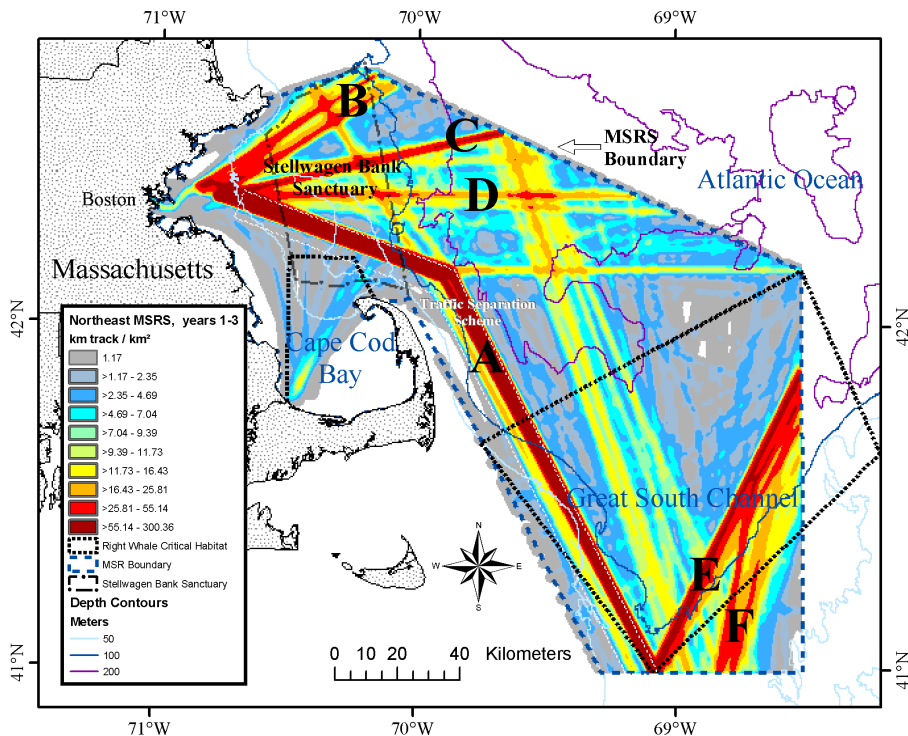 71°W
70°W
69°W
B
C
MSRS
Boundary
Stellwagen Bank
Sanctuary
D
Atlantic Ocean
Boston
Massachusetts
42°N
42°N
Traffic Separation
Scheme
A
Cape Cod
Bay
Northeast MSRS, years 1-3
km track / km²
1.17
>1.17 - 2.35
>2.35 - 4.69
>4.69 - 7.04
>7.04 - 9.39
>9.39 - 11.73
>11.73 - 16.43
>16.43 - 25.81
>25.81 - 55.14
>55.14 - 300.36
Right Whale Critical Habitat
MSR Boundary
Stellwagen Bank Sanctuary
Depth Contours
Meters
50
100
200
Great South Channel
N
W E
S
E
F
0 10 20 40 Kilometers
41°N
41°N
71°W
70°W
69°W